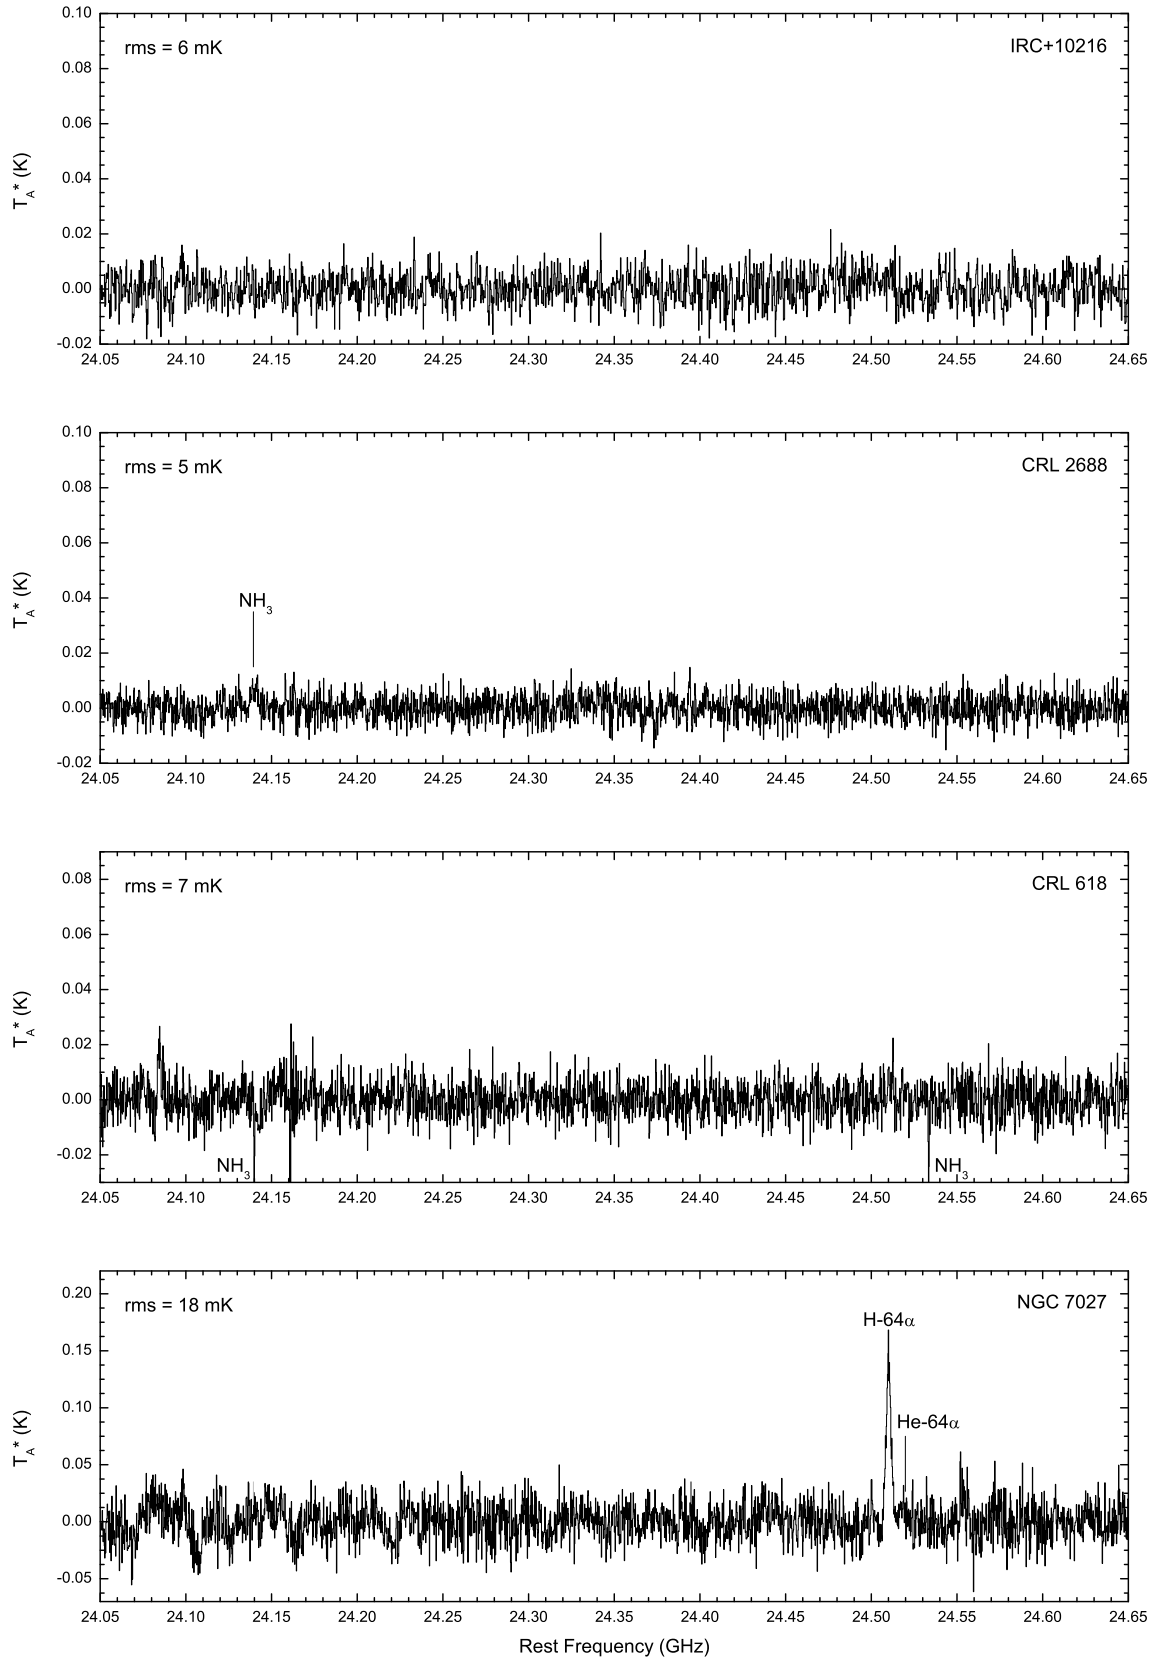 rms = 6 mK
IRC+10216
0.10
0.08
0.06
0.04
0.02
0.00
-0.02
T_A* (K)
24.05 24.10 24.15 24.20 24.25 24.30 24.35 24.40 24.45 24.50 24.55 24.60 24.65
rms = 5 mK
CRL 2688
0.10
0.08
0.06
0.04
0.02
0.00
-0.02
T_A* (K)
NH₃
24.05 24.10 24.15 24.20 24.25 24.30 24.35 24.40 24.45 24.50 24.55 24.60 24.65
rms = 7 mK
CRL 618
0.08
0.06
0.04
0.02
0.00
-0.02
T_A* (K)
NH₃
NH₃
24.05 24.10 24.15 24.20 24.25 24.30 24.35 24.40 24.45 24.50 24.55 24.60 24.65
rms = 18 mK
NGC 7027
0.20
0.15
0.10
0.05
0.00
-0.05
T_A* (K)
H-64α
He-64α
24.05 24.10 24.15 24.20 24.25 24.30 24.35 24.40 24.45 24.50 24.55 24.60 24.65
Rest Frequency (GHz)